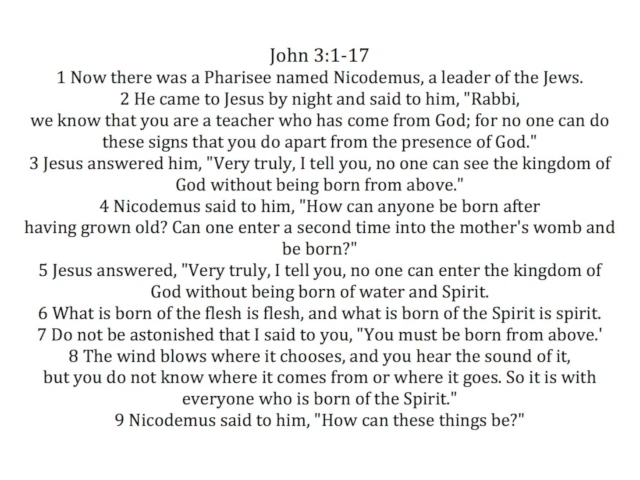 John 3:1-17
1 Now there was a Pharisee named Nicodemus, a leader of the Jews.
2 He came to Jesus by night and said to him, "Rabbi,
we know that you are a teacher who has come from God; for no one can do
these signs that you do apart from the presence of God."
3 Jesus answered him, "Very truly, I tell you, no one can see the kingdom of
God without being born from above."
4 Nicodemus said to him, "How can anyone be born after
having grown old? Can one enter a second time into the mother's womb and
be born?"
5 Jesus answered, "Very truly, I tell you, no one can enter the kingdom of
God without being born of water and Spirit.
6 What is born of the flesh is flesh, and what is born of the Spirit is spirit.
7 Do not be astonished that I said to you, "You must be born from above.'
8 The wind blows where it chooses, and you hear the sound of it,
but you do not know where it comes from or where it goes. So it is with
everyone who is born of the Spirit."
9 Nicodemus said to him, "How can these things be?"